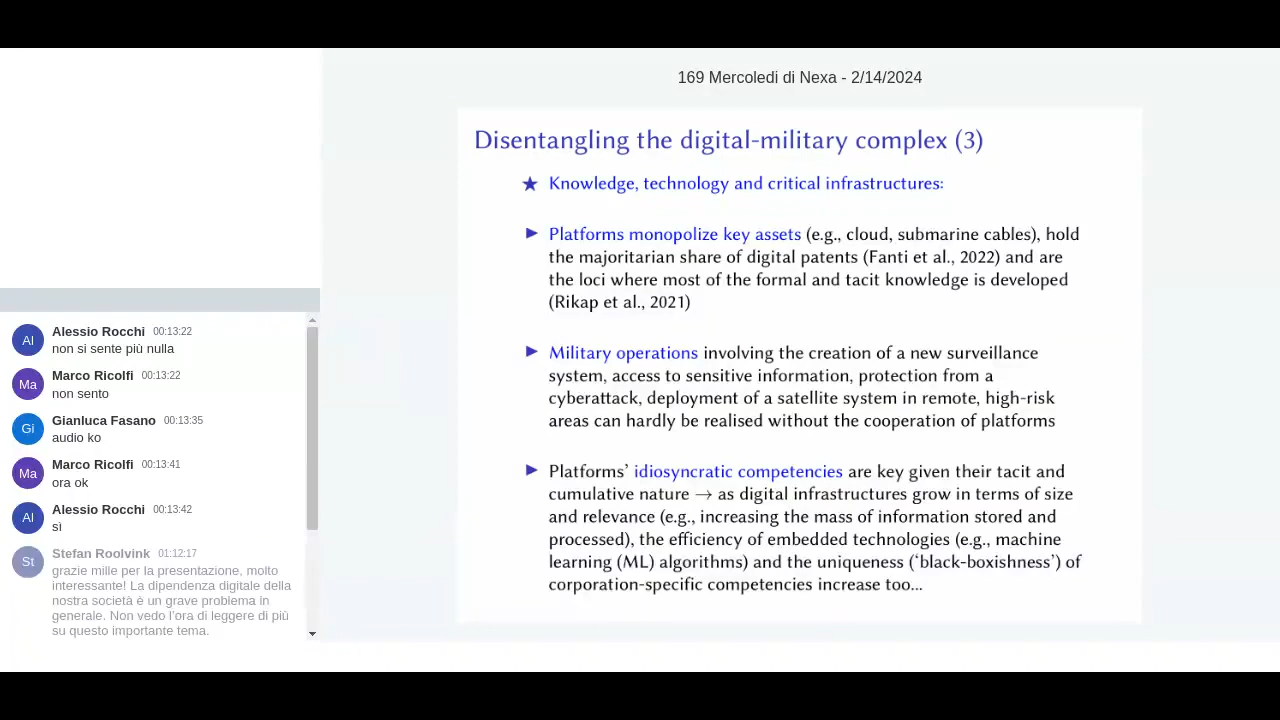 169 Mercoledi di Nexa - 2/14/2024
Disentangling the digital-military complex (3)
★ Knowledge, technology and critical infrastructures:
▶ Platforms monopolize key assets (e.g., cloud, submarine cables), hold
the majoritarian share of digital patents (Fanti et al., 2022) and are
the loci where most of the formal and tacit knowledge is developed
(Rikap et al., 2021)
▶ Military operations involving the creation of a new surveillance
system, access to sensitive information, protection from a
cyberattack, deployment of a satellite system in remote, high-risk
areas can hardly be realised without the cooperation of platforms
▶ Platforms' idiosyncratic competencies are key given their tacit and
cumulative nature → as digital infrastructures grow in terms of size
and relevance (e.g., increasing the mass of information stored and
processed), the efficiency of embedded technologies (e.g., machine
learning (ML) algorithms) and the uniqueness ('black-boxishness') of
corporation-specific competencies increase too...
Al
Alessio Rocchi 00:13:22
non si sente più nulla
Ma
Marco Ricolfi 00:13:22
non sento
Gi
Gianluca Fasano 00:13:35
audio ko
Ma
Marco Ricolfi 00:13:41
ora ok
Al
Alessio Rocchi 00:13:42
sì
St
Stefan Roolvink 01:12:17
grazie mille per la presentazione, molto
interessante! La dipendenza digitale della
nostra società è un grave problema in
generale. Non vedo l'ora di leggere di più
su questo importante tema.